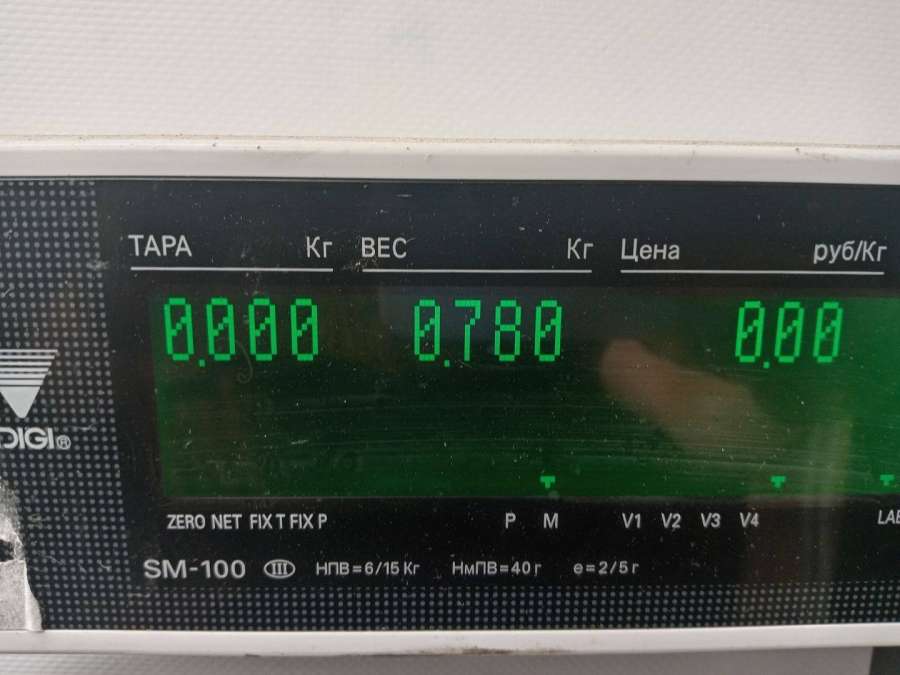 ТАРА Кг ВЕС Кг Цена руб/Кг
0.000 0.780 0.00
DIGI®
ZERO NET FIX T FIX P P M V1 V2 V3 V4
SM-100 III НПВ=6/15 Кг НмПВ=40 г e=2/5 г